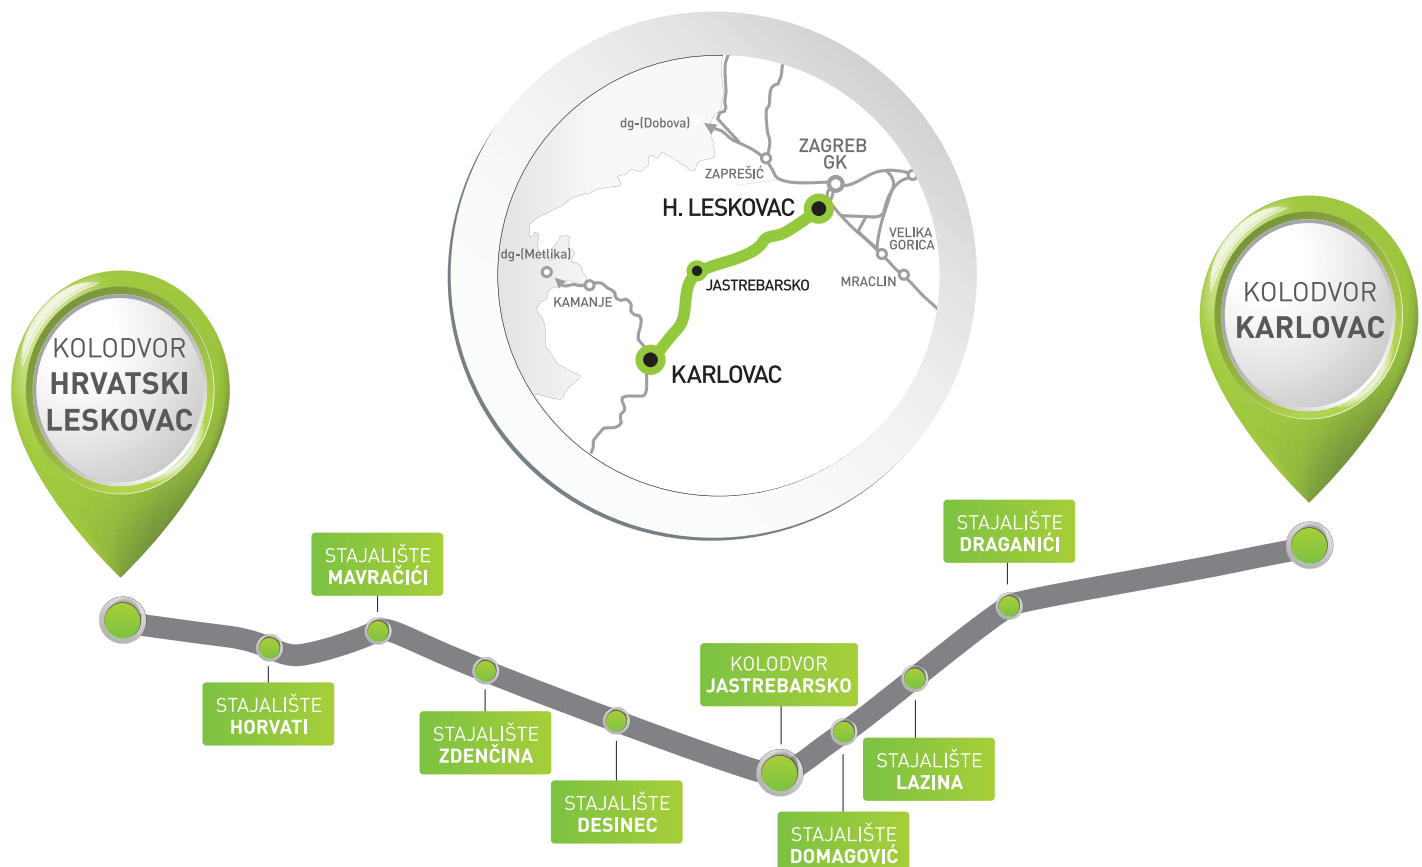 dg-(Dobova)
ZAPREŠIĆ
ZAGREB
GK
H. LESKOVAC
VELIKA
GORICA
MRACLIN
dg-(Metlika)
KAMANJE
JASTREBARSKO
KARLOVAC
KOLODVOR
HRVATSKI
LESKOVAC
KOLODVOR
KARLOVAC
STAJALIŠTE
HORVATI
STAJALIŠTE
MAVRAČIĆI
STAJALIŠTE
ZDENČINA
STAJALIŠTE
DESINEC
KOLODVOR
JASTREBARSKO
STAJALIŠTE
DOMAGOVIĆ
STAJALIŠTE
LAZINA
STAJALIŠTE
DRAGANIĆI